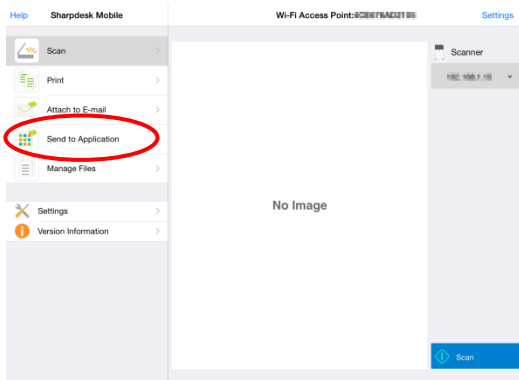 Help
Sharpdesk Mobile
Wi-Fi Access Point:
Settings
Scan
Print
Attach to E-mail
Send to Application
Manage Files
Settings
Version Information
No Image
Scanner
Scan